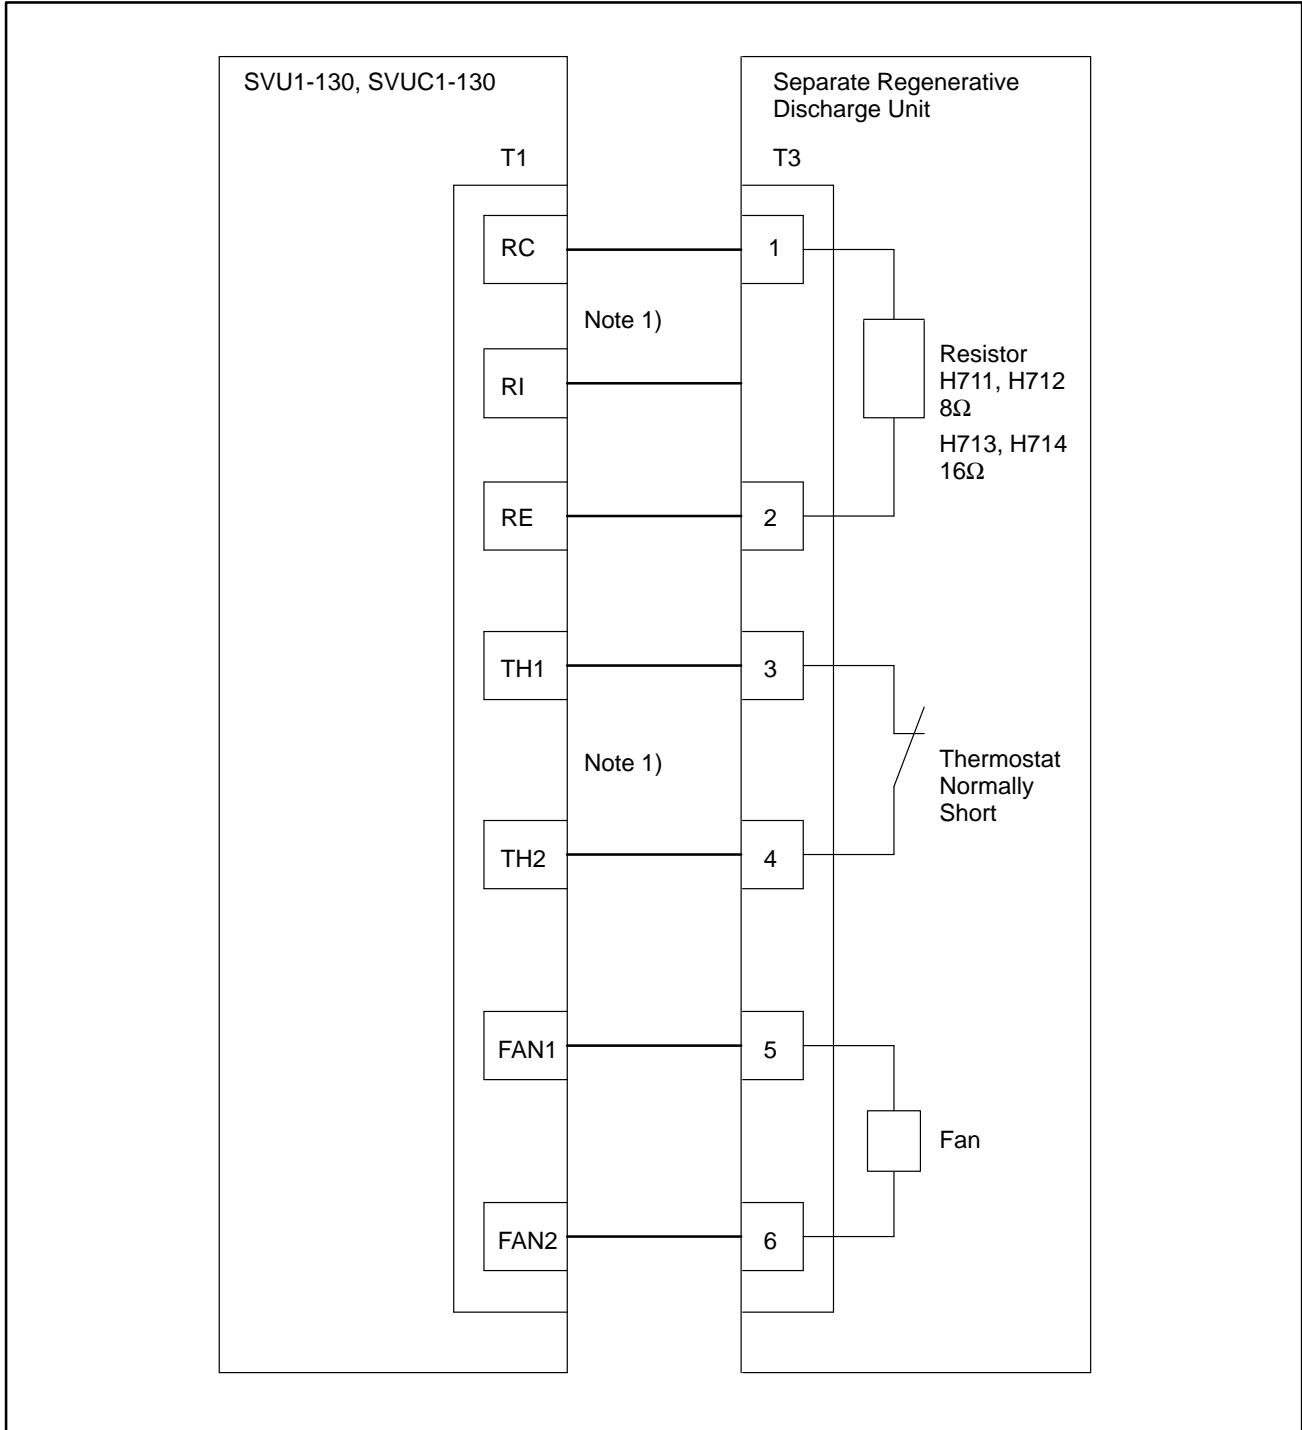 SVU1-130, SVUC1-130
Separate Regenerative
Discharge Unit
T1
T3
RC
1
Note 1)
RI
Resistor
H711, H712
8Ω
H713, H714
16Ω
RE
2
TH1
3
Note 1)
Thermostat
Normally
Short
TH2
4
FAN1
5
Fan
FAN2
6